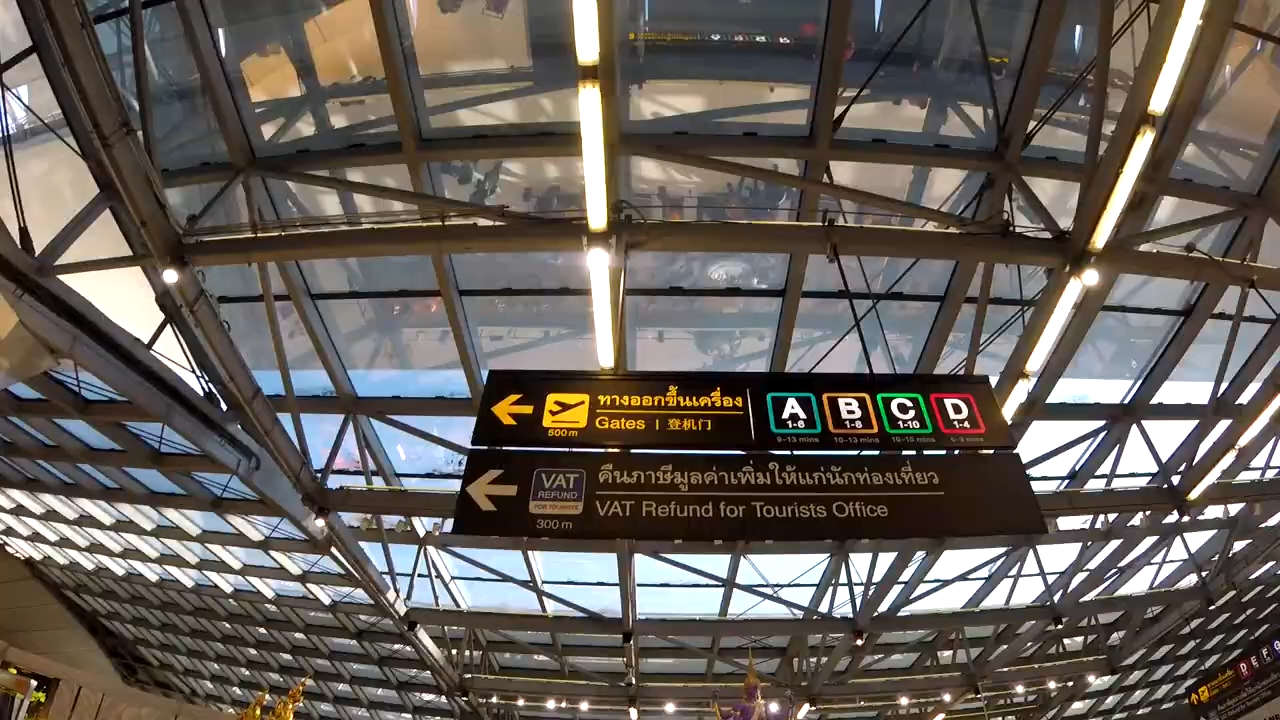 ทางออกขึ้นเครื่อง
Gates | 登机门
500 m
A
1-6
9-13 mins
B
1-8
10-13 mins
C
1-10
10-15 mins
D
1-4
VAT
REFUND
FOR TOURISTS
300 m
คืนภาษีมูลค่าเพิ่มให้แก่นักท่องเที่ยว
VAT Refund for Tourists Office
D E F